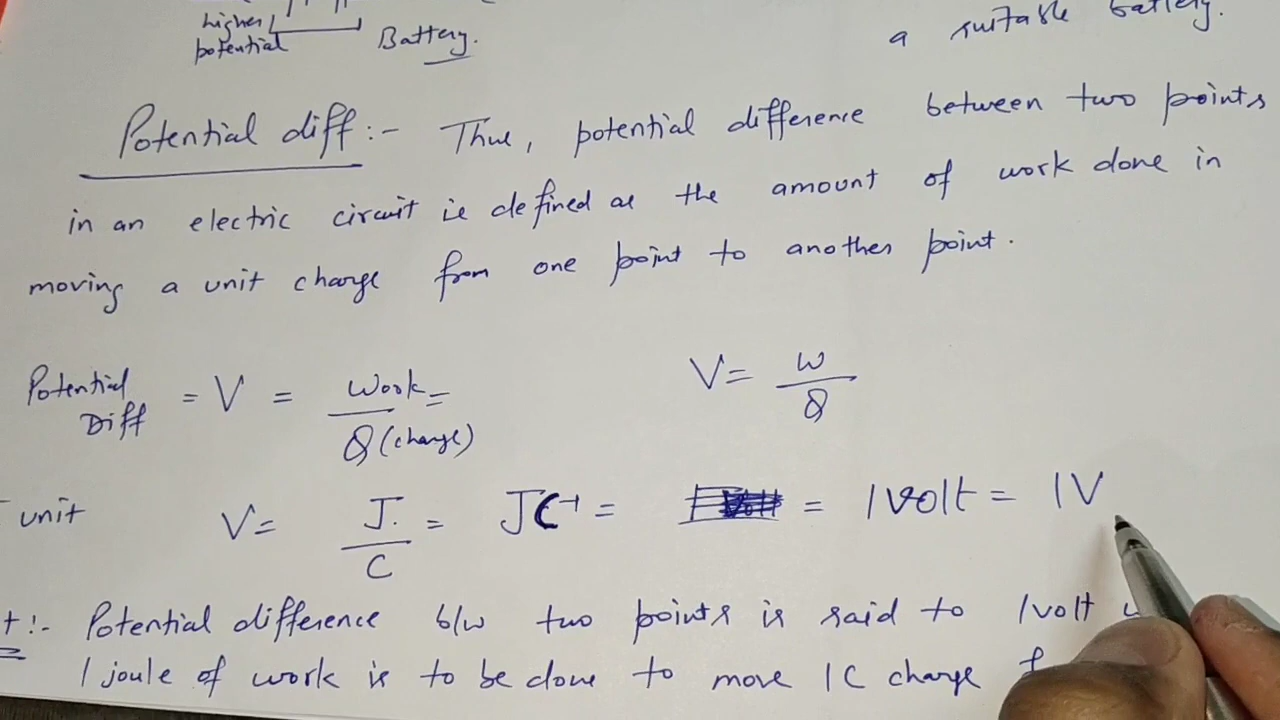 higher
potential
Battery.
a suitable battery.
Potential diff :- Thus, potential difference between two points
in an electric circuit is defined as the amount of work done in
moving a unit charge from one point to another point.
Potential Diff = V = Work / Q (charge) = V = W / Q
unit V = J. / C = JC⁻¹ = = 1volt = 1V
t :- Potential difference b/w two points is said to 1volt
1 joule of work is to be done to move 1C charge